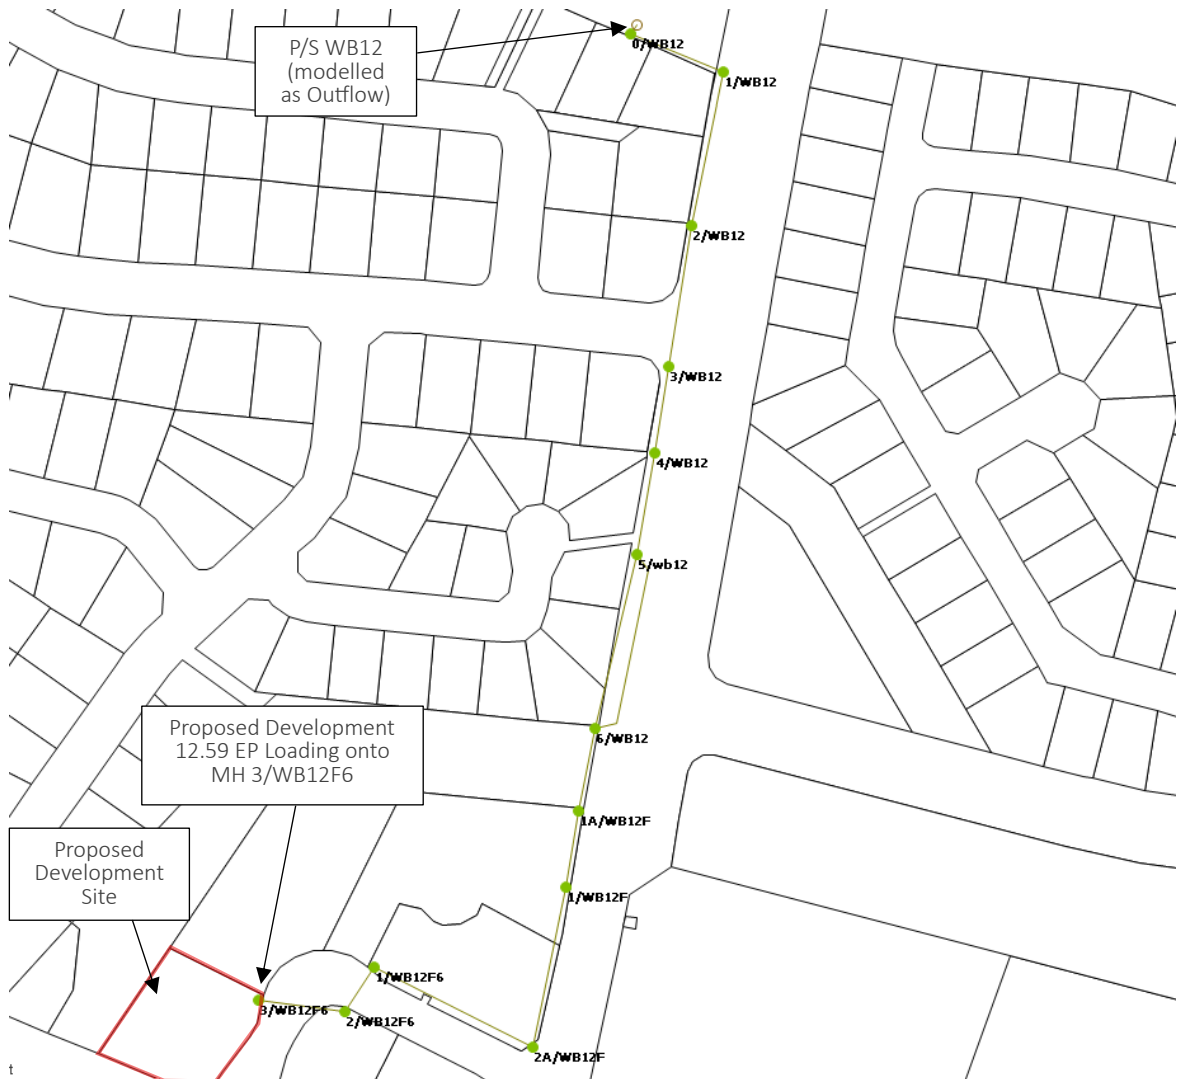 P/S WB12
(modelled
as Outflow)
0/WB12
1/WB12
2/WB12
3/WB12
4/WB12
5/wb12
6/WB12
Proposed Development
12.59 EP Loading onto
MH 3/WB12F6
1A/WB12F
Proposed
Development
Site
1/WB12F
1/WB12F6
3/WB12F6
2/WB12F6
2A/WB12F
t